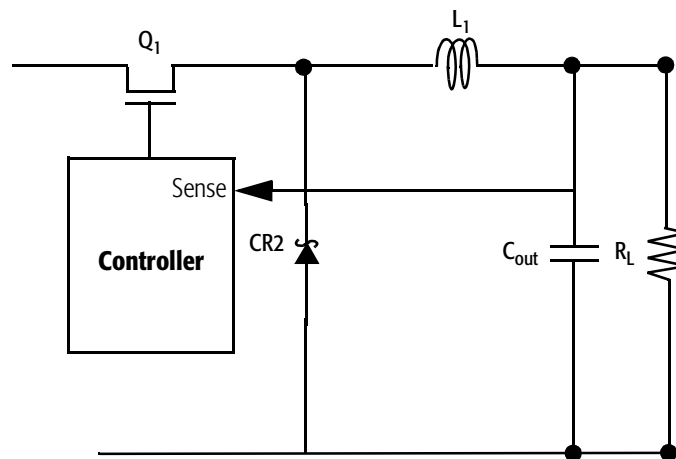 Q1
L1
Sense
Controller
CR2
Cout
RL